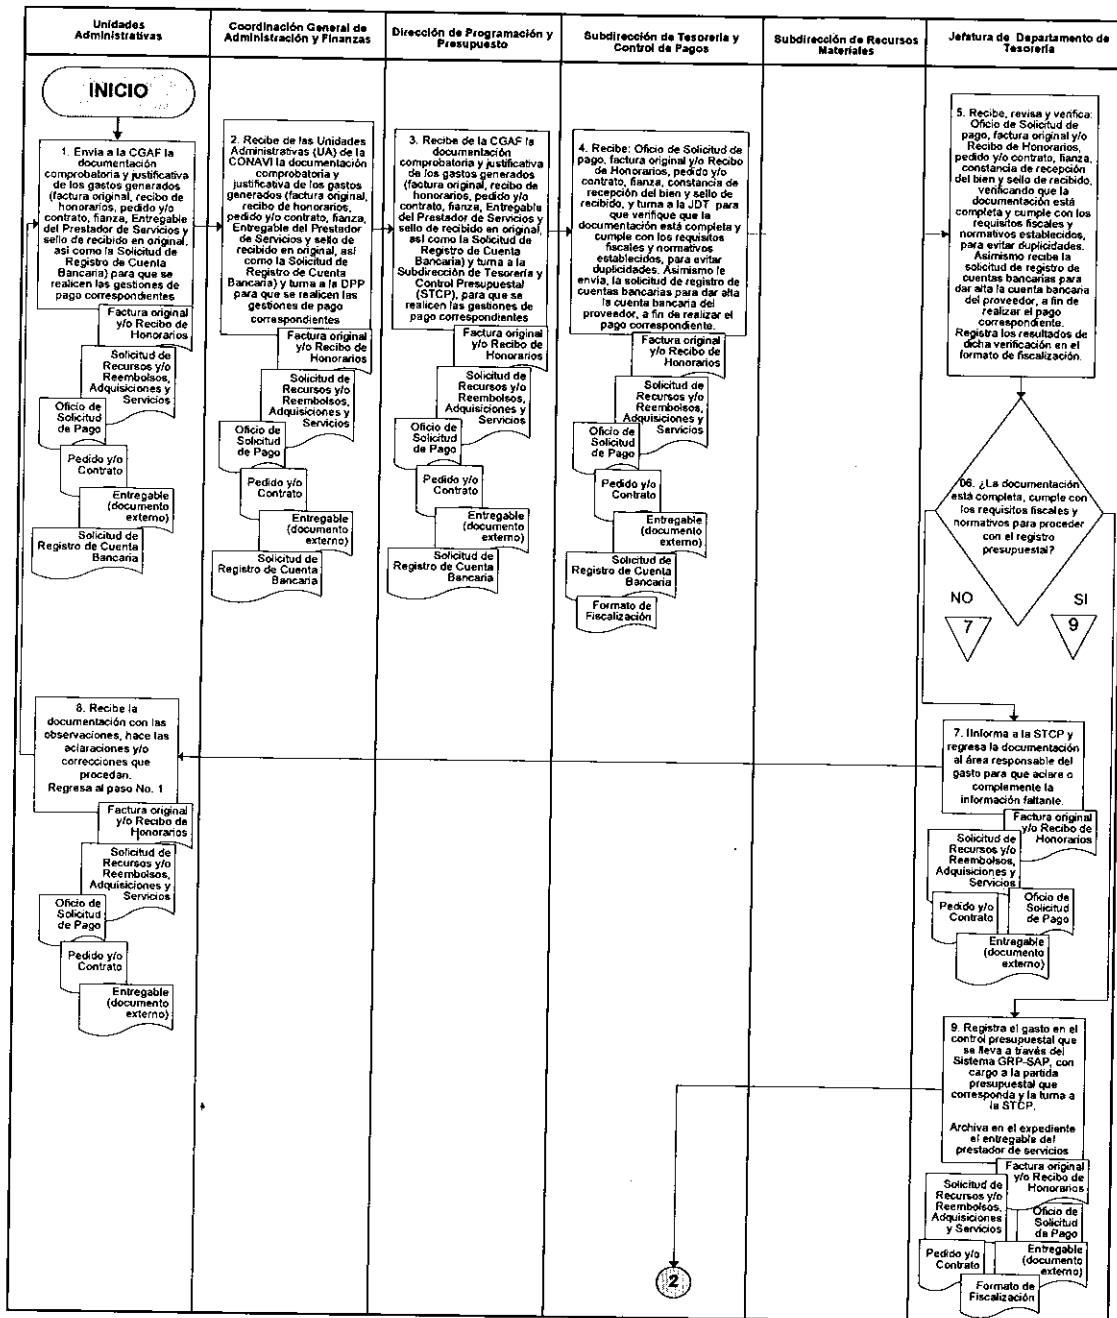 Unidades
Administrativas
Coordinación General de
Administración y Finanzas
Dirección de Programación y
Presupuesto
Subdirección de Tesorería y
Control de Pagos
Subdirección de Recursos
Materiales
Jefatura de Departamento de
Tesorería
INICIO
1. Envía a la CGAF la
documentación
comprobatoria y justificativa
de los gastos generados
(factura original, recibo de
honorarios, pedido y/o
contrato, fianza, Entregable
del Prestador de Servicios y
sello de recibido en original,
así como la Solicitud de
Registro de Cuenta
Bancaria) para que se
realicen las gestiones de
pago correspondientes
Factura original
y/o Recibo de
Honorarios
Solicitud de
Recursos y/o
Reembolsos,
Adquisiciones y
Servicios
Oficio de
Solicitud
de Pago
Pedido y/o
Contrato
Entregable
(documento
externo)
Solicitud de
Registro de Cuenta
Bancaria
2. Recibe de las Unidades
Administrativas (UA) de la
CONAVI la documentación
comprobatoria y
justificativa de los gastos
generados (factura original,
recibo de honorarios,
pedido y/o contrato, fianza,
Entregable del Prestador
de Servicios y sello de
recibido en original, así
como la Solicitud de
Registro de Cuenta
Bancaria) y turna a la DPP
para que se realicen las
gestiones de pago
correspondientes
Factura original
y/o Recibo de
Honorarios
Solicitud de
Recursos y/o
Reembolsos,
Adquisiciones y
Servicios
Oficio de
Solicitud
de Pago
Pedido y/o
Contrato
Entregable
(documento
externo)
Solicitud de
Registro de Cuenta
Bancaria
3. Recibe de la CGAF la
documentación
comprobatoria y justificativa
de los gastos generados
(factura original, recibo de
honorarios, pedido y/o
contrato, fianza, Entregable
del Prestador de Servicios y
sello de recibido en original,
así como la Solicitud de
Registro de Cuenta
Bancaria) y turna a la
Subdirección de Tesorería y
Control Presupuestal
(STCP), para que se
realicen las gestiones de
pago correspondientes
Factura original
y/o Recibo de
Honorarios
Solicitud de
Recursos y/o
Reembolsos,
Adquisiciones y
Servicios
Oficio de
Solicitud
de Pago
Pedido y/o
Contrato
Entregable
(documento
externo)
Solicitud de
Registro de Cuenta
Bancaria
4. Recibe: Oficio de Solicitud de
pago, factura original y/o Recibo
de Honorarios, pedido y/o
contrato, fianza, constancia de
recepción del bien y sello de
recibido, y turna a la JDT para
que verifique que la
documentación está completa y
cumple con los requisitos
fiscales y normativos
establecidos, para evitar
duplicidades. Asimismo le
envía, la solicitud de registro de
cuentas bancarias para dar
alta la cuenta bancaria del
proveedor, a fin de realizar el
pago correspondiente.
Factura original
y/o Recibo de
Honorarios
Solicitud de
Recursos y/o
Reembolsos,
Adquisiciones y
Servicios
Oficio de
Solicitud
de Pago
Pedido y/o
Contrato
Entregable
(documento
externo)
Solicitud de
Registro de Cuenta
Bancaria
Formato de
Fiscalización
5. Recibe, revisa y verifica:
Oficio de Solicitud de
pago, factura original y/o
Recibo de Honorarios,
pedido y/o contrato, fianza,
constancia de recepción
del bien y sello de recibido,
verificando que la
documentación está
completa y cumple con los
requisitos fiscales y
normativos establecidos,
para evitar duplicidades.
Asimismo recibe la
solicitud de registro de
cuentas bancarias para
dar alta la cuenta bancaria
del proveedor, a fin de
realizar el pago
correspondiente.
Registra los resultados de
dicha verificación en el
formato de fiscalización.
D6. ¿La documentación
está completa, cumple con
los requisitos fiscales y
normativos para proceder
con el registro
presupuestal?
NO
SI
7
9
8. Recibe la
documentación con las
observaciones, hace las
aclaraciones y/o
correcciones que
procedan.
Regresa al paso No. 1
Factura original
y/o Recibo de
Honorarios
Solicitud de
Recursos y/o
Reembolsos,
Adquisiciones y
Servicios
Oficio de
Solicitud
de Pago
Pedido y/o
Contrato
Entregable
(documento
externo)
7. IInforma a la STCP y
regresa la documentación
al área responsable del
gasto para que aclare o
complemente la
información faltante.
Factura original
y/o Recibo de
Honorarios
Solicitud de
Recursos y/o
Reembolsos,
Adquisiciones y
Servicios
Pedido y/o
Contrato
Oficio de
Solicitud
de Pago
Entregable
(documento
externo)
9. Registra el gasto en el
control presupuestal que
se lleva a través del
Sistema GRP-SAP, con
cargo a la partida
presupuestal que
corresponda y la turna a
la STCP.
Archiva en el expediente
el entregable del
prestador de servicios
Factura original
y/o Recibo de
Honorarios
Solicitud de
Recursos y/o
Reembolsos,
Adquisiciones
y Servicios
Oficio de
Solicitud
de Pago
Pedido y/o
Contrato
Entregable
(documento
externo)
Formato de
Fiscalización
2